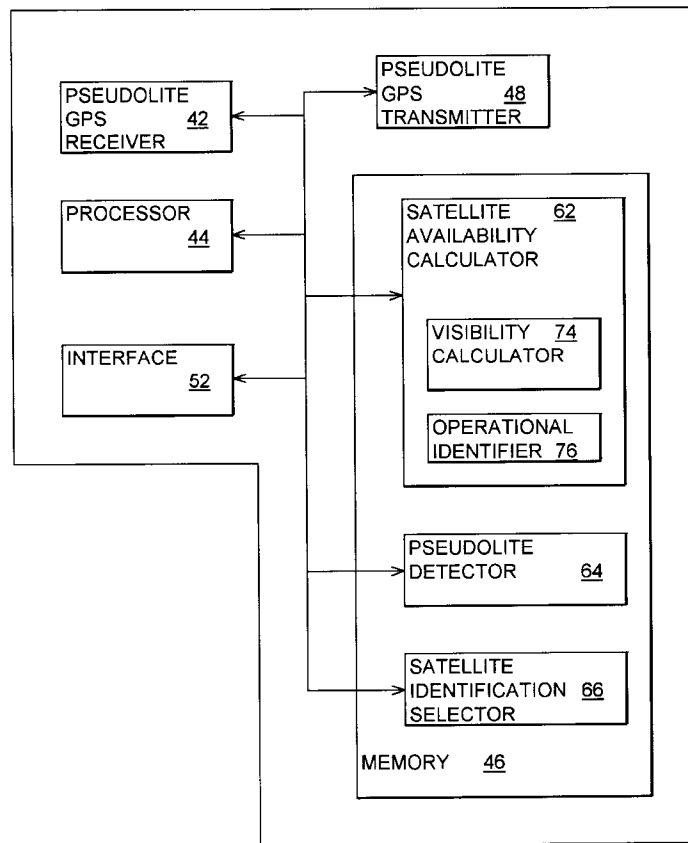 PSEUDOLITE
GPS 42
RECEIVER
PSEUDOLITE
GPS 48
TRANSMITTER
PROCESSOR
44
INTERFACE
52
SATELLITE 62
AVAILABILITY
CALCULATOR
VISIBILITY 74
CALCULATOR
OPERATIONAL
IDENTIFIER 76
PSEUDOLITE
DETECTOR 64
SATELLITE
IDENTIFICATION 66
SELECTOR
MEMORY 46